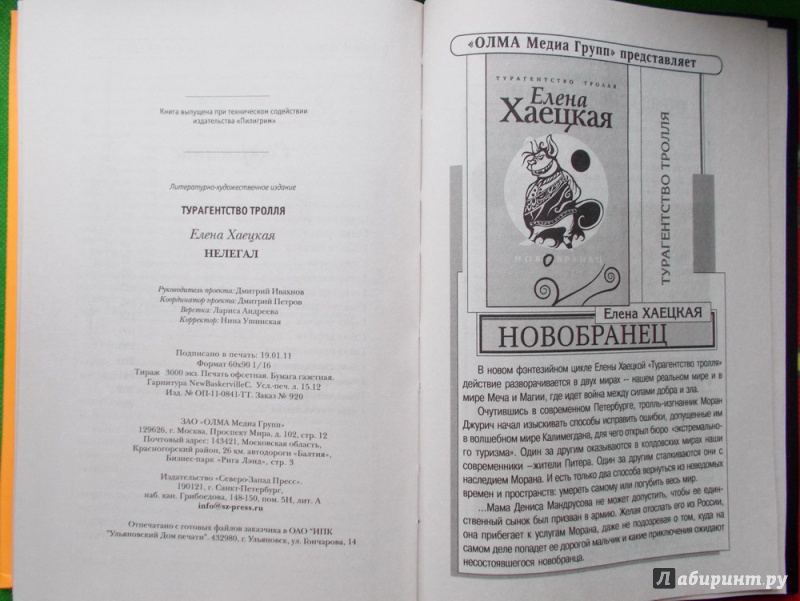 Книга выпущена при техническом содействии
издательства «Пилигрим»
Литературно-художественное издание
ТУРАГЕНТСТВО ТРОЛЛЯ
Елена Хаецкая
НЕЛЕГАЛ
Руководитель проекта: Дмитрий Ивахнов
Координатор проекта: Дмитрий Петров
Верстка: Лариса Андреева
Корректор: Нина Ушинская
Подписано в печать: 19.01.11
Формат 60х90 1/16
Тираж 3000 экз. Печать офсетная. Бумага газетная.
Гарнитура NewBaskervilleC. Усл.-печ. л. 15.12
Изд. № ОП-11-0841-ТГ. Заказ № 920
ЗАО «ОЛМА Медиа Групп»
129626, г. Москва, Проспект Мира, д. 102, стр. 12
Почтовый адрес: 143421, Московская область,
Красногорский район, 26 км. автодороги «Балтия»,
Бизнес-парк «Рига Лэнд», стр. 3
Издательство «Северо-Запад Пресс».
190121, г. Санкт-Петербург,
наб. кан. Грибоедова, 148-150, пом. 5Н, лит. А
info@sz-press.ru
Отпечатано с готовых файлов заказчика в ОАО "ИПК
"Ульяновский Дом печати". 432980, г. Ульяновск, ул. Гончарова, 14
«ОЛМА Медиа Групп» представляет
ТУРАГЕНТСТВО ТРОЛЛЯ
Елена
Хаецкая
НОВОБРАНЕЦ
ТУРАГЕНТСТВО ТРОЛЛЯ
Елена ХАЕЦКАЯ
НОВОБРАНЕЦ
В новом фэнтезийном цикле Елены Хаецкой «Турагентство тролля»
действие разворачивается в двух мирах -- нашем реальном мире и в
мире Меча и Магии, где идет война между силами добра и зла.
Очутившись в современном Петербурге, тролль-изгнанник Моран
Джурич начал изыскивать способы исправить ошибки, допущенные им
в волшебном мире Калимегдана, для чего открыл бюро «экстремально-
го туризма». Один за другим оказываются в колдовских мирах наши
современники –жители Питера. Один за другим сталкиваются они с
наследием Морана. И есть только два способа вернуться из неведомых
времен и пространств: умереть самому или погубить весь мир.
...Мама Дениса Мандрусова не может допустить, чтобы ее един-
ственный сынок был призван в армию. Желая отослать его из России,
она прибегает к услугам Морана, даже не подозревая о том, куда на
самом деле попадет ее дорогой мальчик и какие приключения ожидают
несостоявшегося новобранца.
Лабиринт.ру